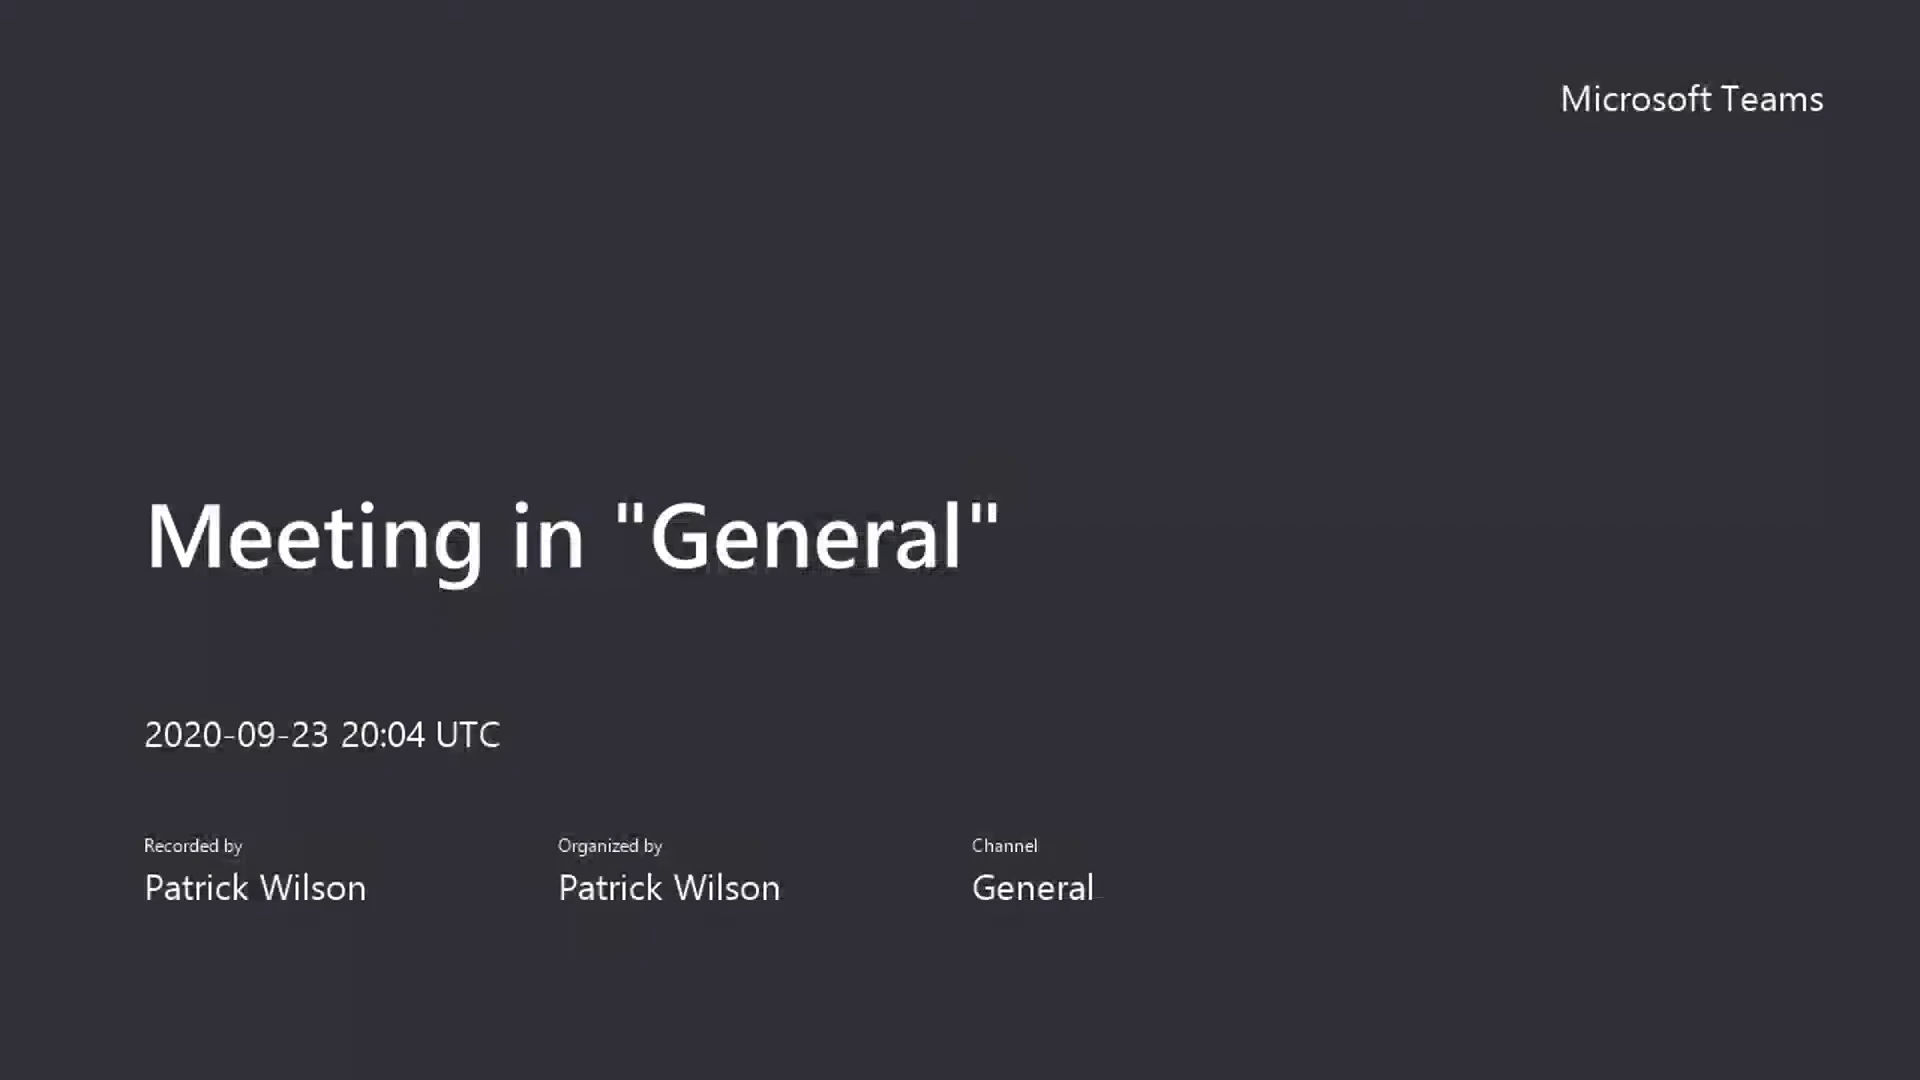 Microsoft Teams
Meeting in "General"
2020-09-23 20:04 UTC
Recorded by
Patrick Wilson
Organized by
Patrick Wilson
Channel
General